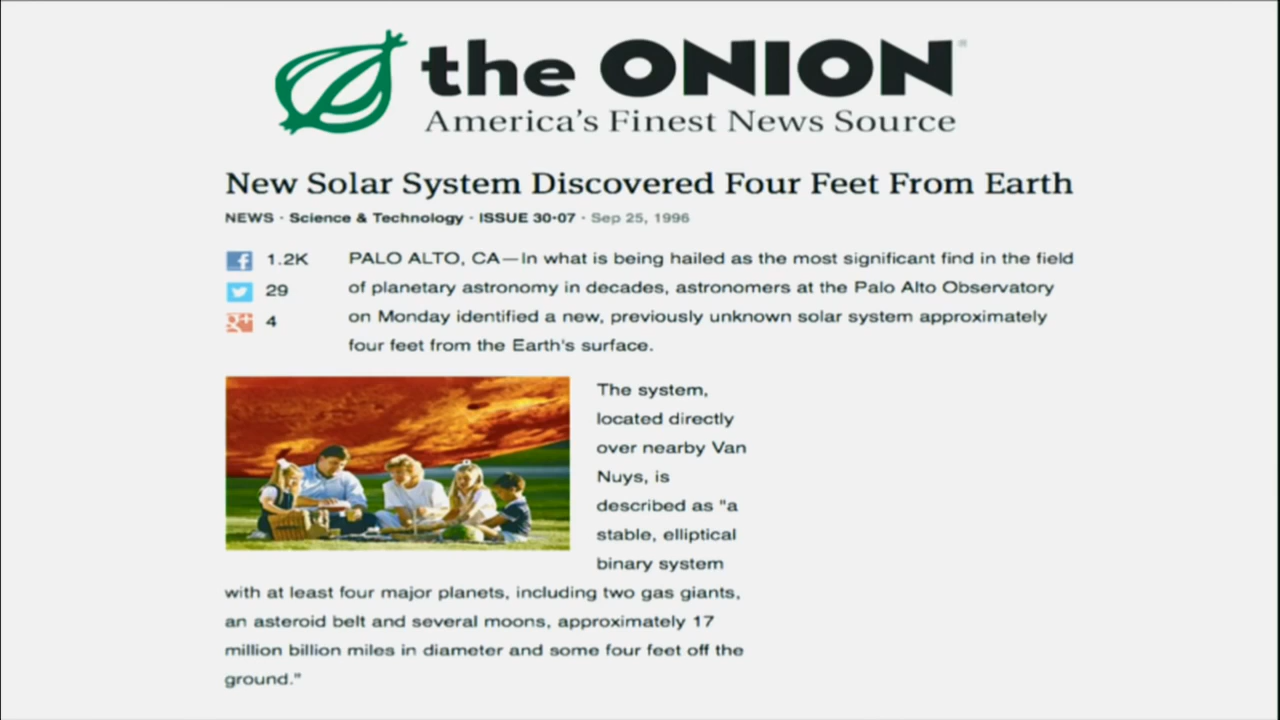 the ONION®
America's Finest News Source
New Solar System Discovered Four Feet From Earth
NEWS · Science & Technology · ISSUE 30•07 · Sep 25, 1996
1.2K
29
4
PALO ALTO, CA—In what is being hailed as the most significant find in the field
of planetary astronomy in decades, astronomers at the Palo Alto Observatory
on Monday identified a new, previously unknown solar system approximately
four feet from the Earth's surface.
The system,
located directly
over nearby Van
Nuys, is
described as "a
stable, elliptical
binary system
with at least four major planets, including two gas giants,
an asteroid belt and several moons, approximately 17
million billion miles in diameter and some four feet off the
ground."